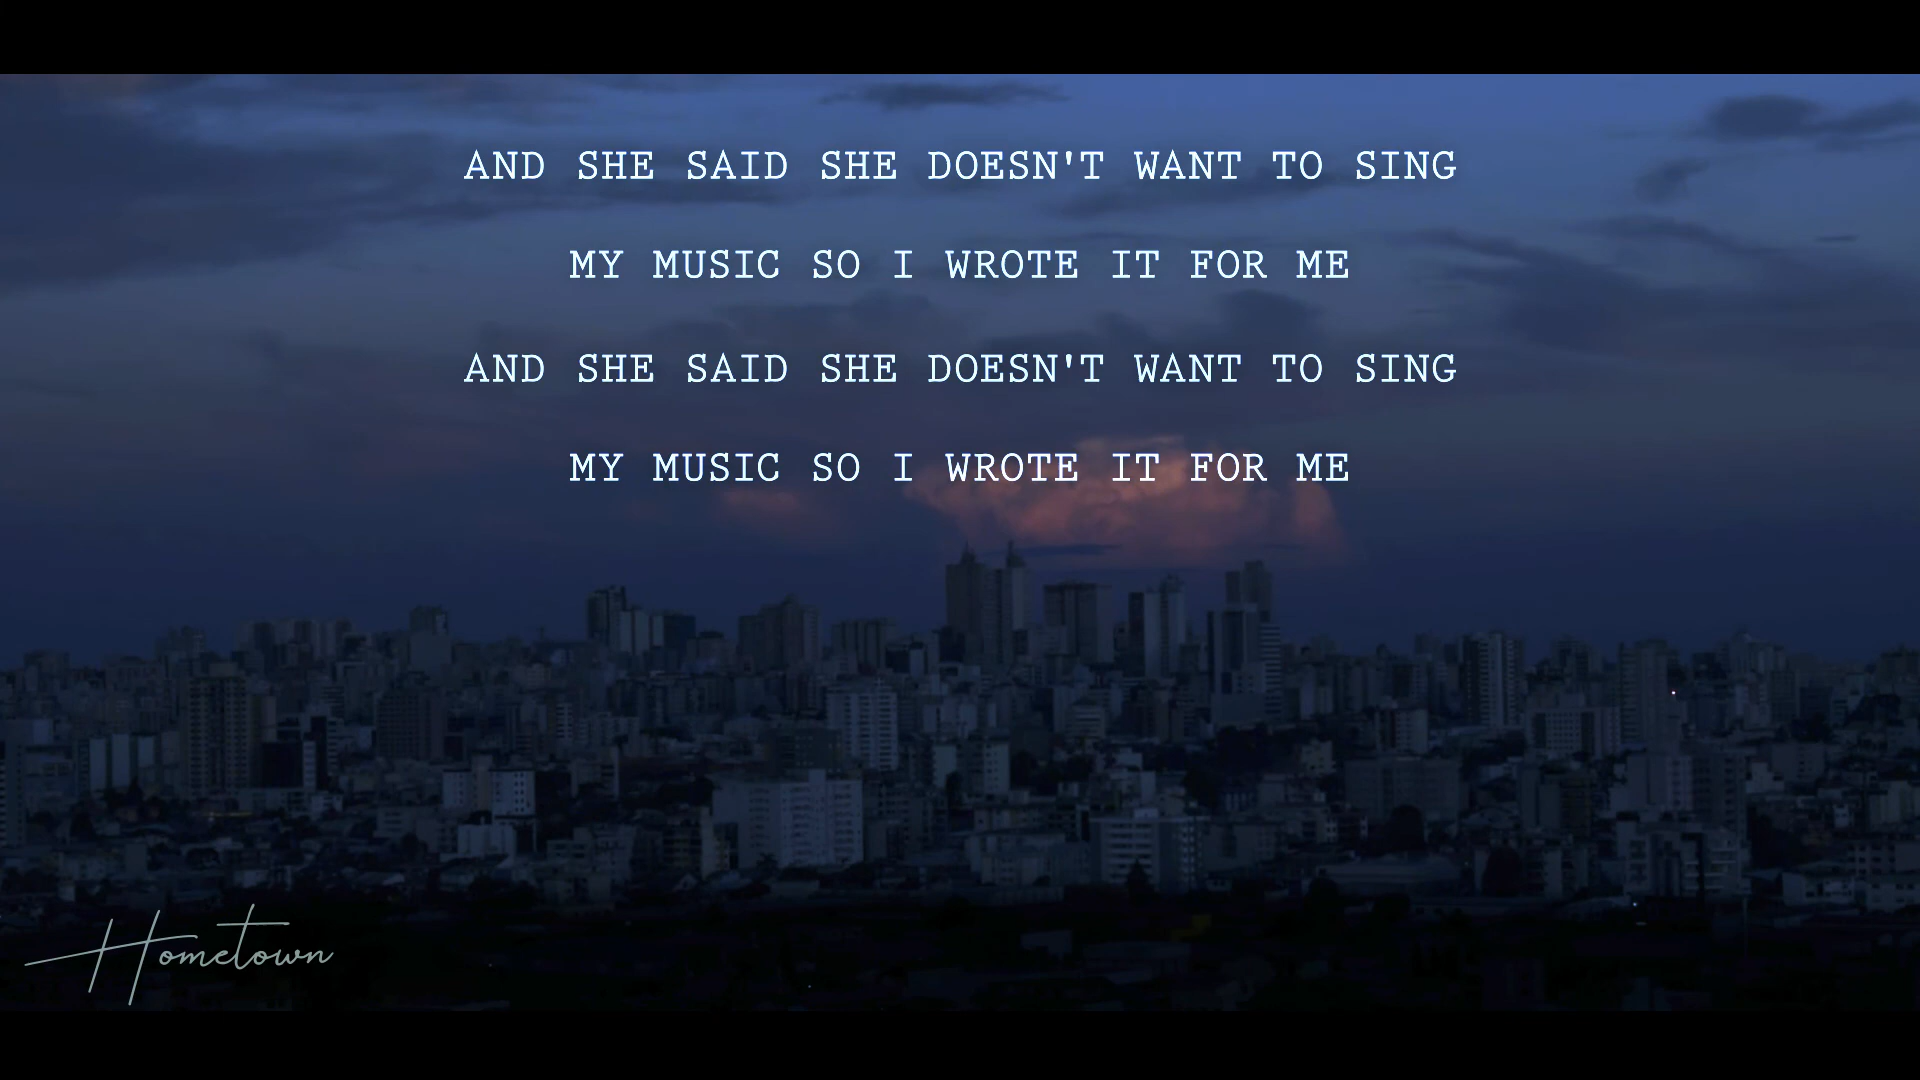 AND SHE SAID SHE DOESN'T WANT TO SING
MY MUSIC SO I WROTE IT FOR ME
AND SHE SAID SHE DOESN'T WANT TO SING
MY MUSIC SO I WROTE IT FOR ME
Hometown